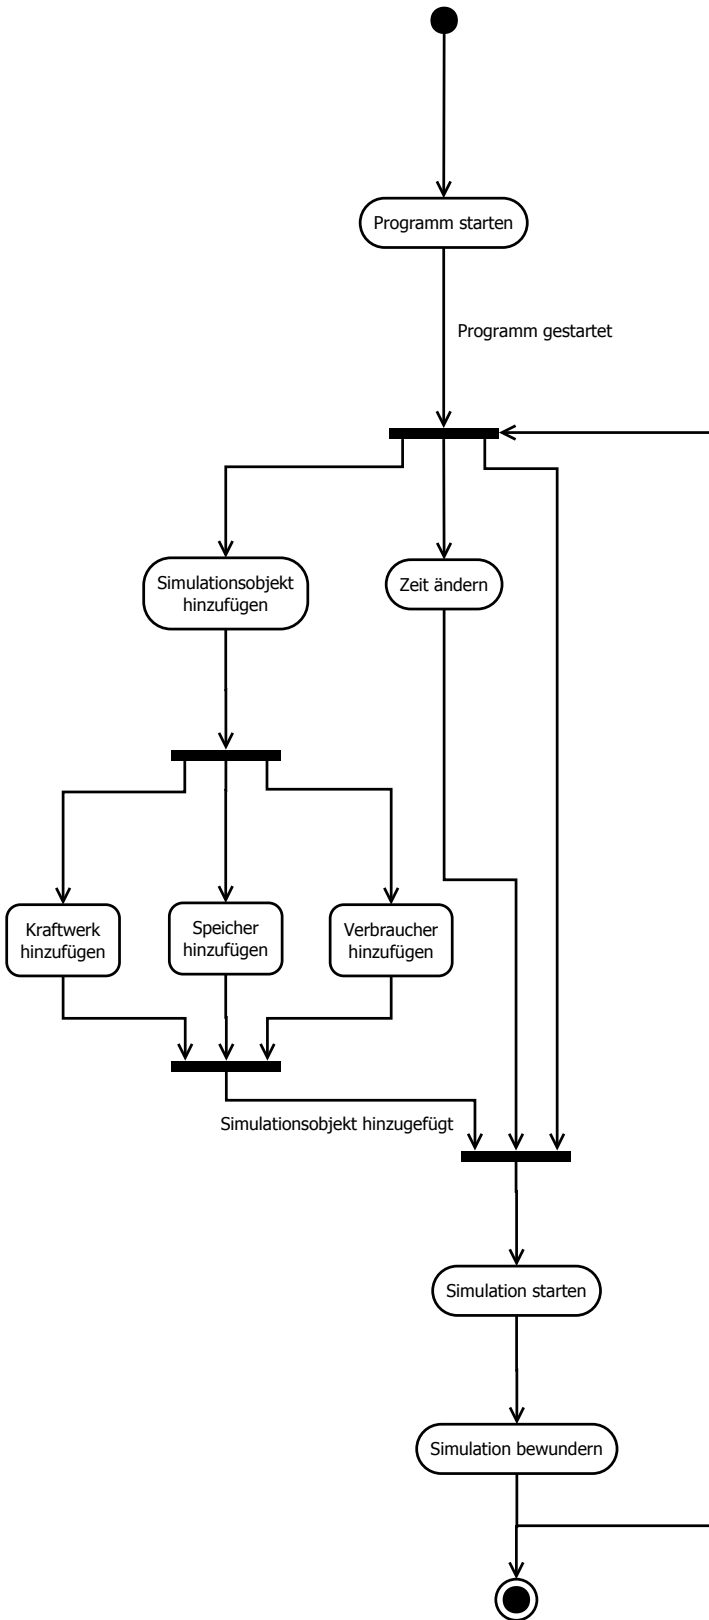 Programm starten
Programm gestartet
Simulationsobjekt
hinzufügen
Zeit ändern
Kraftwerk
hinzufügen
Speicher
hinzufügen
Verbraucher
hinzufügen
Simulationsobjekt hinzugefügt
Simulation starten
Simulation bewundern